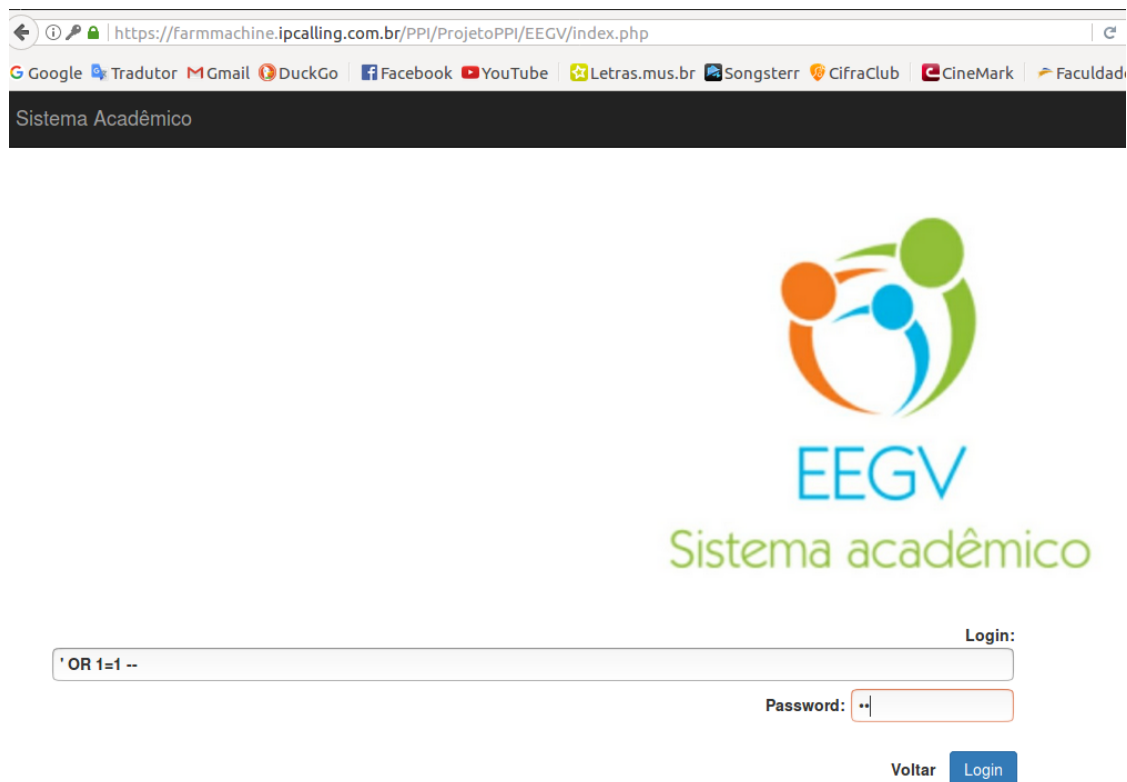 https://farmmachine.ipcalling.com.br/PPI/ProjetoPPI/EEGV/index.php
Google Tradutor Gmail DuckGo Facebook YouTube Letras.mus.br Songsterr CifraClub CineMark Faculdade
Sistema Acadêmico
EEGV
Sistema acadêmico
Login:
' OR 1=1 --
Password: ••
Voltar Login